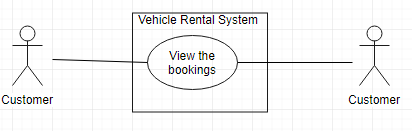 Vehicle Rental System
View the
bookings
Customer
Customer